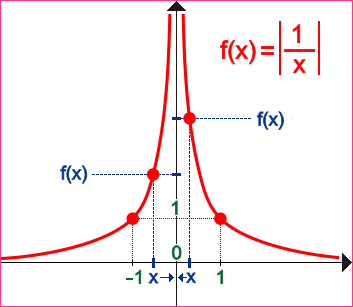 f(x) = |1/x|
f(x)
f(x)
1
0
-1 x → ← x 1